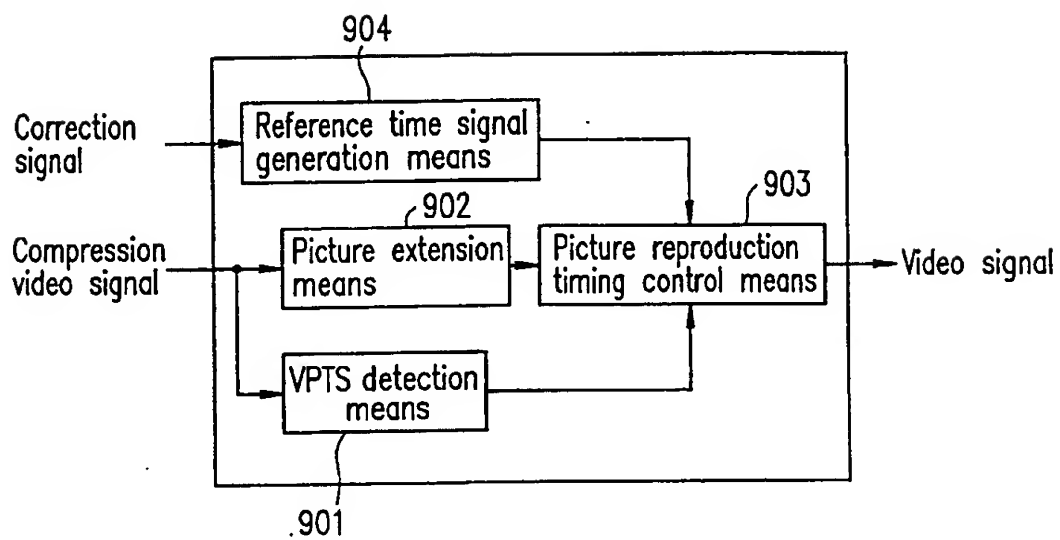 904
Correction
signal
Reference time signal
generation means
902
903
Compression
video signal
Picture extension
means
Picture reproduction
timing control means
Video signal
VPTS detection
means
901